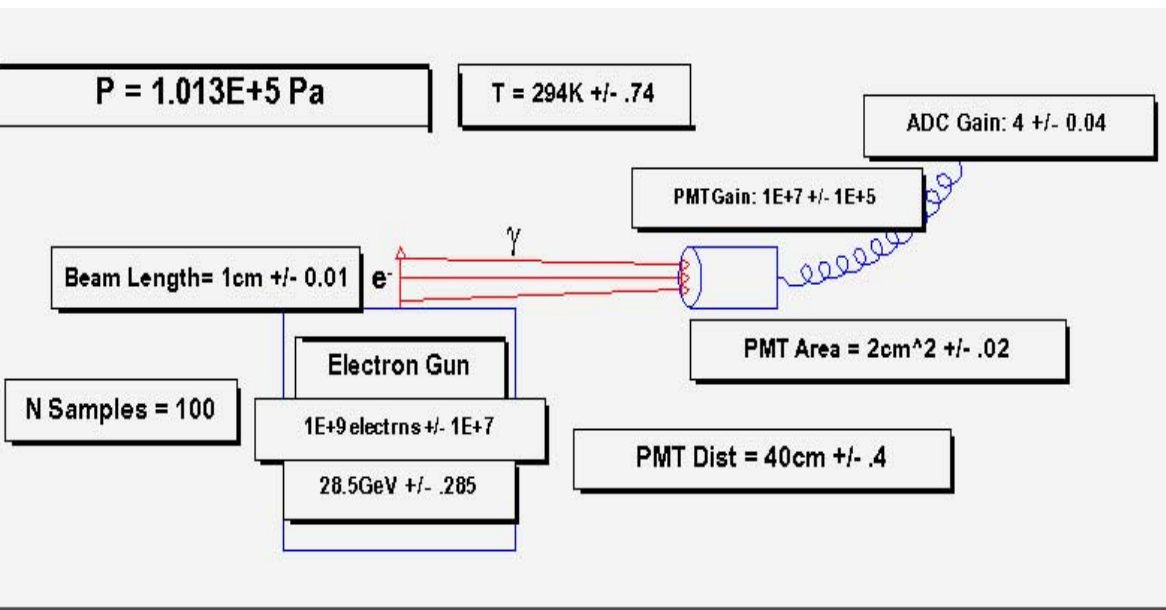 P = 1.013E+5 Pa
T = 294K +/- .74
ADC Gain: 4 +/- 0.04
PMTGain: 1E+7 +/- 1E+5
γ
Beam Length= 1cm +/- 0.01
e-
PMT Area = 2cm^2 +/- .02
Electron Gun
N Samples = 100
1E+9 electrns +/- 1E+7
PMT Dist = 40cm +/- .4
28.5GeV +/- .285